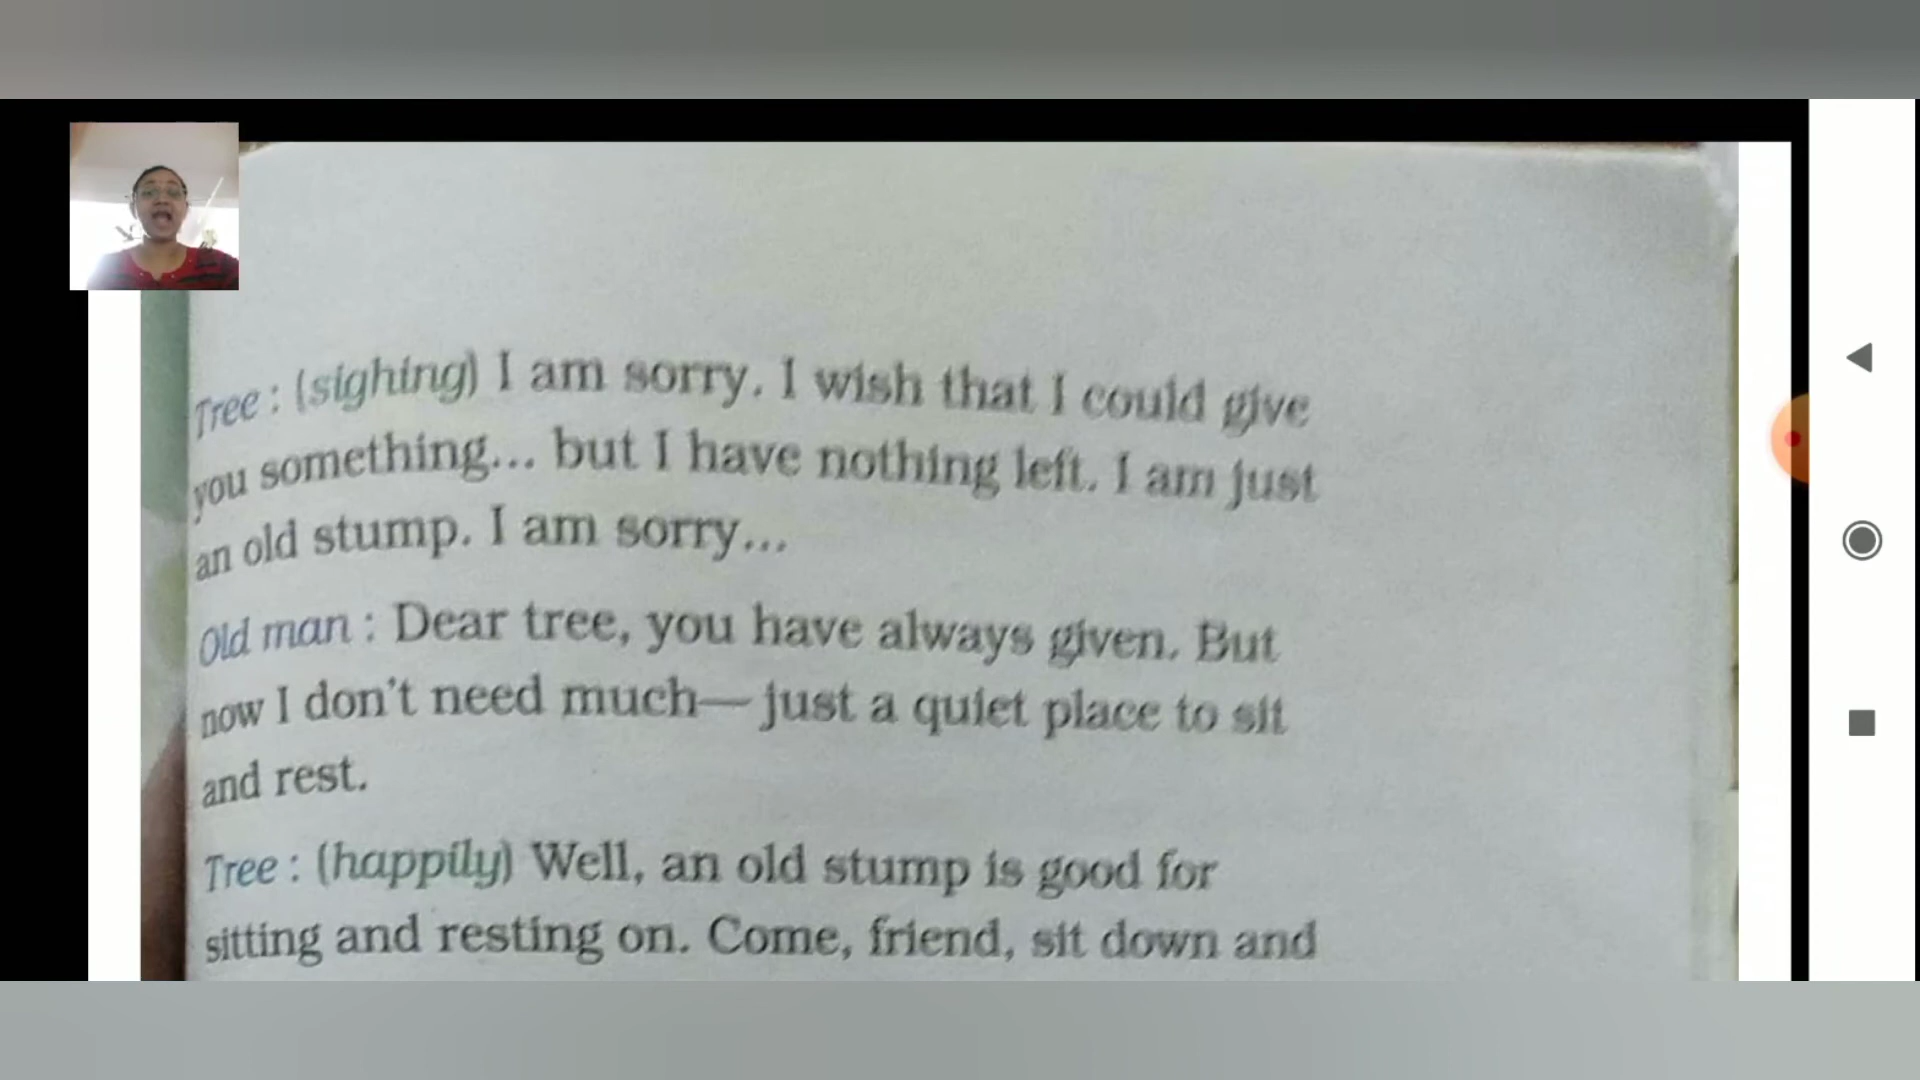 Tree : (sighing) I am sorry. I wish that I could give
you something... but I have nothing left. I am just
an old stump. I am sorry...
Old man : Dear tree, you have always given. But
now I don't need much—just a quiet place to sit
and rest.
Tree : (happily) Well, an old stump is good for
sitting and resting on. Come, friend, sit down and